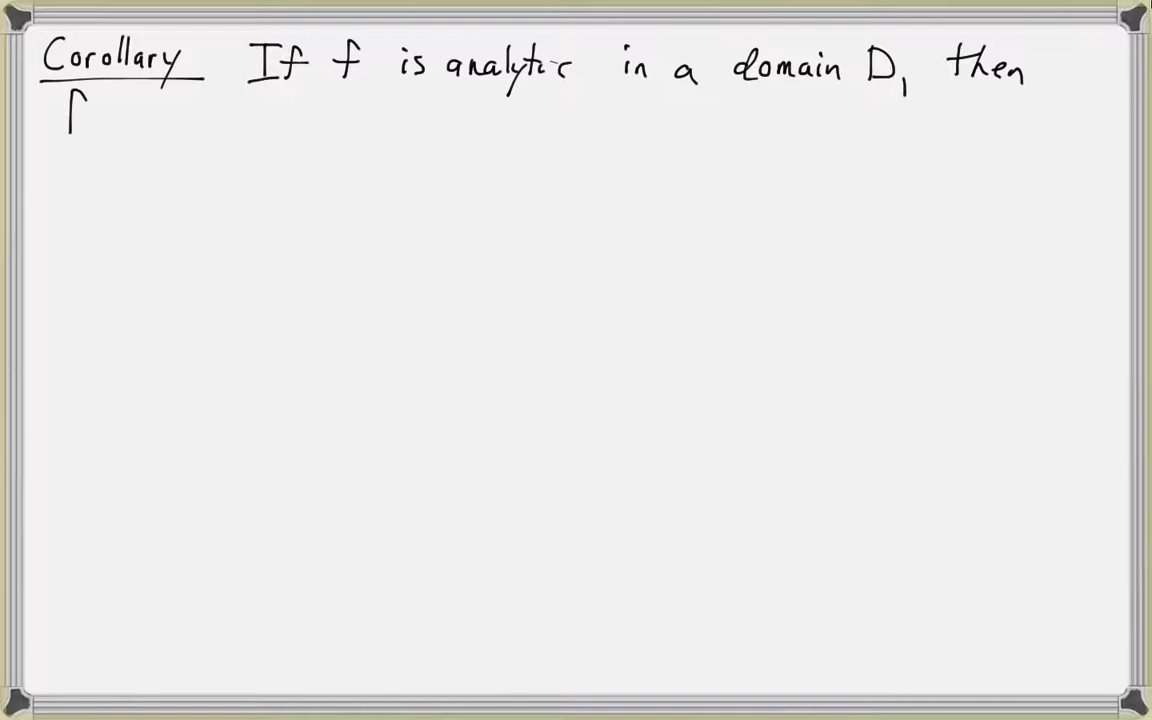 Corollary If f is analytic in a domain D, then